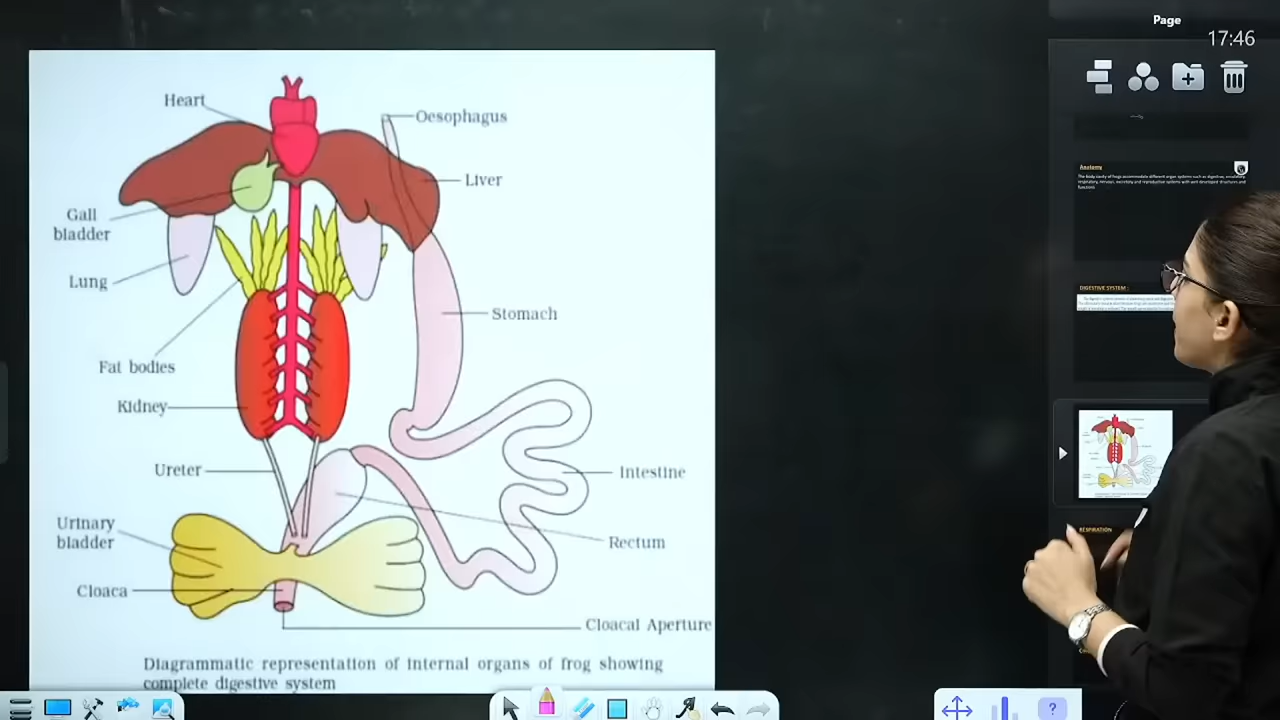 Page
17:46
Heart
Oesophagus
Liver
Gall
bladder
Lung
Stomach
Fat bodies
Kidney
Ureter
Intestine
Urinary
bladder
Rectum
Cloaca
Cloacal Aperture
Diagrammatic representation of internal organs of frog showing
complete digestive system
Anatomy
DIGESTIVE SYSTEM :
RESPIRATION
?